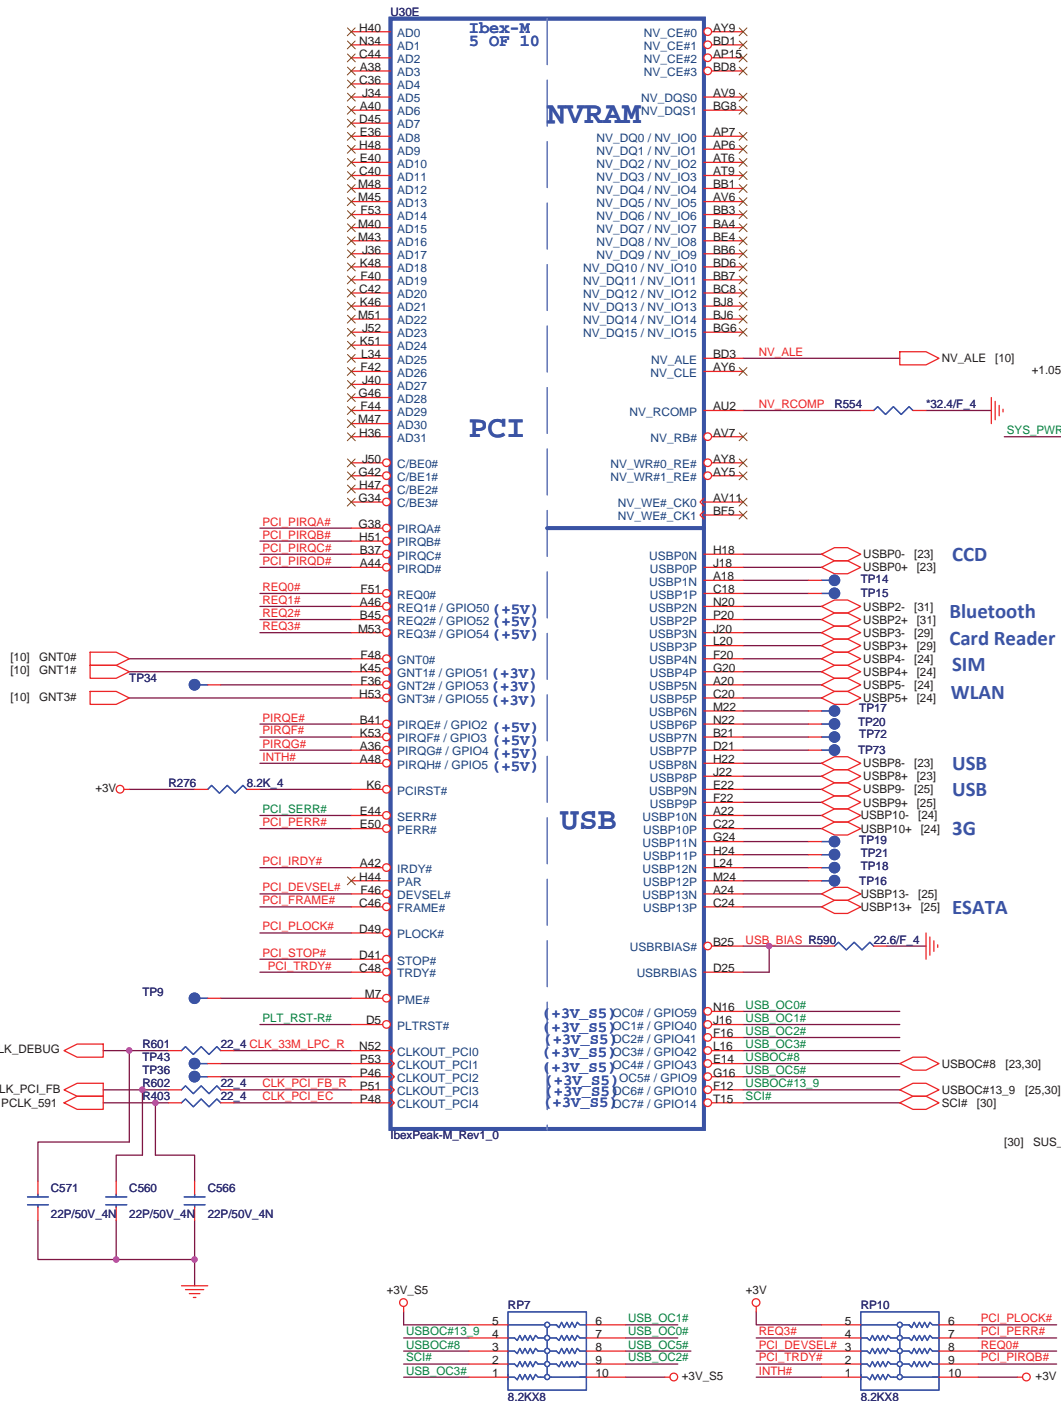 U30E
Ibex-M
5 OF 10
H40 AD0
N34 AD1
C44 AD2
A38 AD3
C36 AD4
J34 AD5
A40 AD6
D45 AD7
E36 AD8
H48 AD9
E40 AD10
C40 AD11
M48 AD12
M45 AD13
F53 AD14
M40 AD15
M43 AD16
J36 AD17
K48 AD18
F40 AD19
C42 AD20
K46 AD21
M51 AD22
J52 AD23
K51 AD24
L34 AD25
F42 AD26
J40 AD27
G46 AD28
F44 AD29
M47 AD30
H36 AD31
J50 C/BE0#
G42 C/BE1#
H47 C/BE2#
G34 C/BE3#
PCI_PIRQA# G38 PIRQA#
PCI_PIRQB# H51 PIRQB#
PCI_PIRQC# B37 PIRQC#
PCI_PIRQD# A44 PIRQD#
REQ0# F51 REQ0#
REQ1# A46 REQ1# / GPIO50 (+5V)
REQ2# B45 REQ2# / GPIO52 (+5V)
REQ3# M53 REQ3# / GPIO54 (+5V)
[10] GNT0# F48 GNT0#
[10] GNT1# K45 GNT1# / GPIO51 (+3V)
TP34 F36 GNT2# / GPIO53 (+3V)
[10] GNT3# H53 GNT3# / GPIO55 (+3V)
PIRQE# B41 PIRQE# / GPIO2 (+5V)
PIRQF# K53 PIRQF# / GPIO3 (+5V)
PIRQG# A36 PIRQG# / GPIO4 (+5V)
INTH# A48 PIRQH# / GPIO5 (+5V)
+3V R276 8.2K_4 K6 PCIRST#
PCI_SERR# E44 SERR#
PCI_PERR# E50 PERR#
PCI_IRDY# A42 IRDY#
H44 PAR
PCI_DEVSEL# F46 DEVSEL#
PCI_FRAME# C46 FRAME#
PCI_PLOCK# D49 PLOCK#
PCI_STOP# D41 STOP#
PCI_TRDY# C48 TRDY#
TP9 M7 PME#
PLT_RST-R# D5 PLTRST#
LK_DEBUG R601 22_4 CLK_33M_LPC_R N52 CLKOUT_PCI0
TP43 P53 CLKOUT_PCI1
TP36 P46 CLKOUT_PCI2
LK_PCI_FB R602 22_4 CLK_PCI_FB_R P51 CLKOUT_PCI3
PCLK_591 R403 22_4 CLK_PCI_EC P48 CLKOUT_PCI4
PCI
NVRAM
USB
NV_CE#0 AY9
NV_CE#1 BD1
NV_CE#2 AP15
NV_CE#3 BD8
NV_DQS0 AV9
NV_DQS1 BG8
NV_DQ0 / NV_IO0 AP7
NV_DQ1 / NV_IO1 AP6
NV_DQ2 / NV_IO2 AT6
NV_DQ3 / NV_IO3 AT9
NV_DQ4 / NV_IO4 BB1
NV_DQ5 / NV_IO5 AV6
NV_DQ6 / NV_IO6 BB3
NV_DQ7 / NV_IO7 BA4
NV_DQ8 / NV_IO8 BE4
NV_DQ9 / NV_IO9 BB6
NV_DQ10 / NV_IO10 BD6
NV_DQ11 / NV_IO11 BB7
NV_DQ12 / NV_IO12 BC8
NV_DQ13 / NV_IO13 BJ8
NV_DQ14 / NV_IO14 BJ6
NV_DQ15 / NV_IO15 BG6
NV_ALE BD3 NV_ALE NV_ALE [10]
NV_CLE AY6
+1.05
NV_RCOMP AU2 NV_RCOMP R554 *32.4/F_4
SYS_PWR
NV_RB# AV7
NV_WR#0_RE# AY8
NV_WR#1_RE# AY5
NV_WE#_CK0 AV11
NV_WE#_CK1 BF5
USBP0N H18 USBP0- [23] CCD
USBP0P J18 USBP0+ [23]
USBP1N A18 TP14
USBP1P C18 TP15
USBP2N N20 USBP2- [31] Bluetooth
USBP2P P20 USBP2+ [31]
USBP3N J20 USBP3- [29] Card Reader
USBP3P L20 USBP3+ [29]
USBP4N F20 USBP4- [24] SIM
USBP4P G20 USBP4+ [24]
USBP5N A20 USBP5- [24] WLAN
USBP5P C20 USBP5+ [24]
USBP6N M22 TP17
USBP6P N22 TP20
USBP7N B21 TP72
USBP7P D21 TP73
USBP8N H22 USBP8- [23] USB
USBP8P J22 USBP8+ [23]
USBP9N E22 USBP9- [25] USB
USBP9P F22 USBP9+ [25]
USBP10N A22 USBP10- [24]
USBP10P C22 USBP10+ [24] 3G
USBP11N G24 TP19
USBP11P H24 TP21
USBP12N L24 TP18
USBP12P M24 TP16
USBP13N A24 USBP13- [25]
USBP13P C24 USBP13+ [25] ESATA
USBRBIAS# B25 USB_BIAS R590 22.6/F_4
USBRBIAS D25
(+3V_S5) OC0# / GPIO59 N16 USB_OC0#
(+3V_S5) OC1# / GPIO40 J16 USB_OC1#
(+3V_S5) OC2# / GPIO41 F16 USB_OC2#
(+3V_S5) OC3# / GPIO42 L16 USB_OC3#
(+3V_S5) OC4# / GPIO43 E14 USBOC#8 USBOC#8 [23,30]
(+3V_S5) OC5# / GPIO9 G16 USB_OC5#
(+3V_S5) OC6# / GPIO10 F12 USBOC#13_9 USBOC#13_9 [25,30]
(+3V_S5) OC7# / GPIO14 T15 SCI# SCI# [30]
IbexPeak-M_Rev1_0
[30] SUS_
C571 C560 C566
22P/50V_4N 22P/50V_4N 22P/50V_4N
+3V_S5
RP7
5 6 USB_OC1#
USBOC#13_9 4 7 USB_OC0#
USBOC#8 3 8 USB_OC5#
SCI# 2 9 USB_OC2#
USB_OC3# 1 10 +3V_S5
8.2KX8
+3V
RP10
5 6 PCI_PLOCK#
REQ3# 4 7 PCI_PERR#
PCI_DEVSEL# 3 8 REQ0#
PCI_TRDY# 2 9 PCI_PIRQB#
INTH# 1 10 +3V
8.2KX8